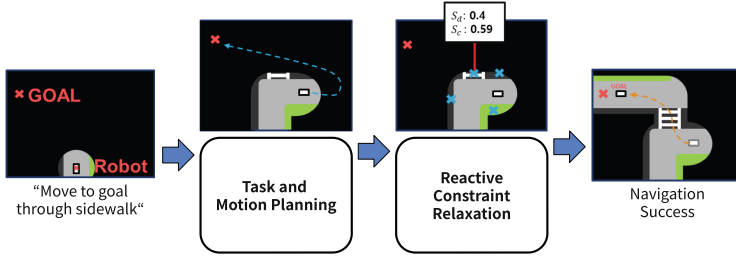 GOAL
Robot
“Move to goal
through sidewalk“
Task and
Motion Planning
S_d: 0.4
S_c: 0.59
Reactive
Constraint
Relaxation
GOAL
Navigation
Success